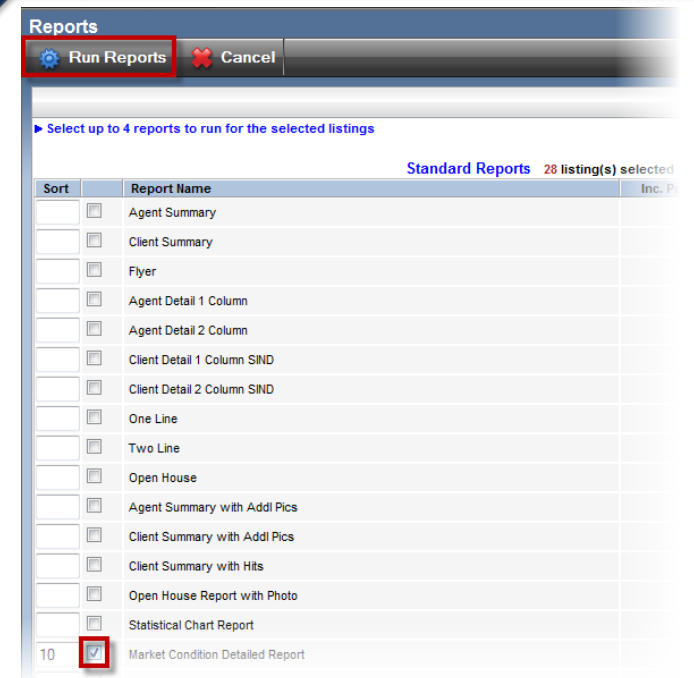 Reports
Run Reports Cancel
Select up to 4 reports to run for the selected listings
Standard Reports 28 listing(s) selected
Sort Report Name Inc.
Agent Summary
Client Summary
Flyer
Agent Detail 1 Column
Agent Detail 2 Column
Client Detail 1 Column SIND
Client Detail 2 Column SIND
One Line
Two Line
Open House
Agent Summary with Addl Pics
Client Summary with Addl Pics
Client Summary with Hits
Open House Report with Photo
Statistical Chart Report
10 Market Condition Detailed Report